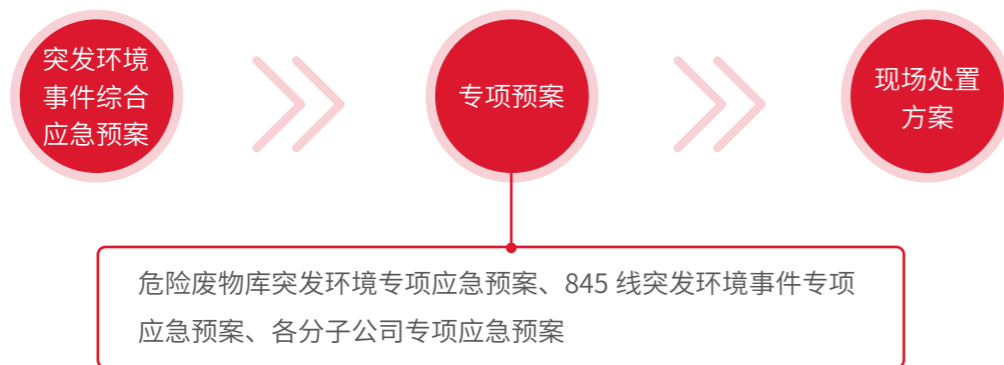 突发环境
事件综合
应急预案
专项预案
现场处置
方案
危险废物库突发环境专项应急预案、845 线突发环境事件专项
应急预案、各分子公司专项应急预案